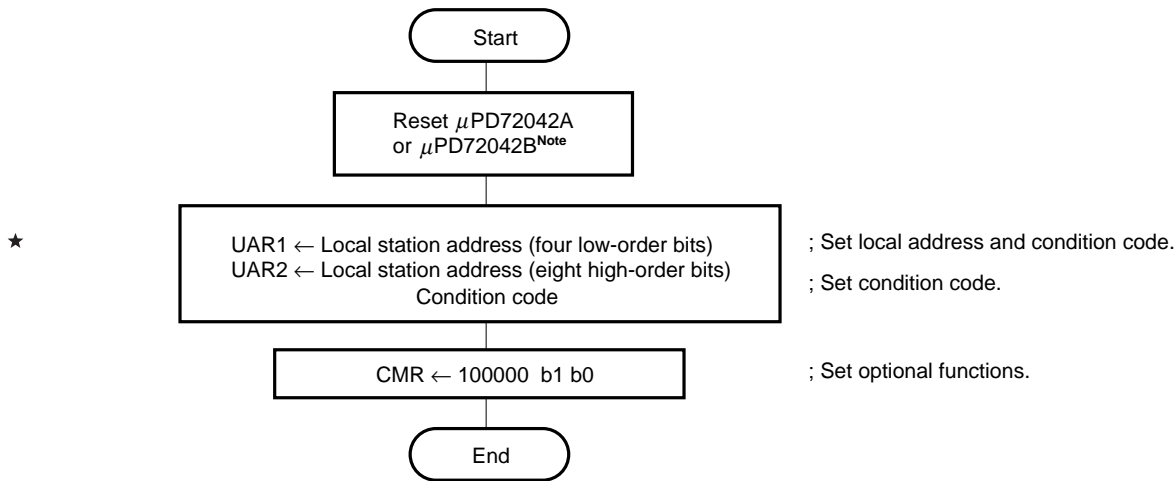 Start
Reset μPD72042A
or μPD72042BNote
★
UAR1 ← Local station address (four low-order bits)
; Set local address and condition code.
UAR2 ← Local station address (eight high-order bits)
; Set condition code.
Condition code
CMR ← 100000 b1 b0
; Set optional functions.
End